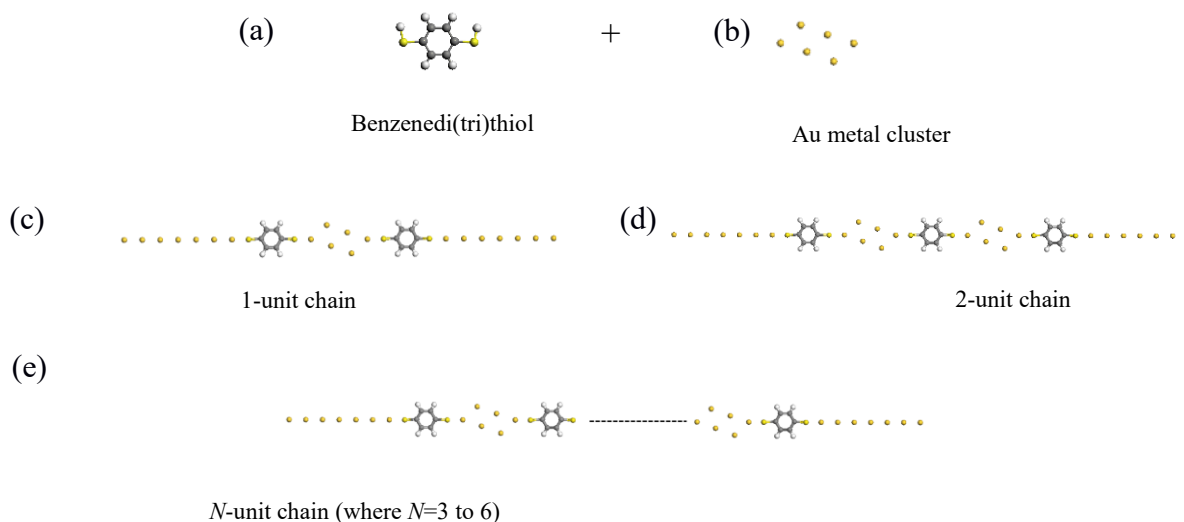 (a)
+
(b)
Benzenedi(tri)thiol
Au metal cluster
(c)
(d)
1-unit chain
2-unit chain
(e)
N-unit chain (where N=3 to 6)